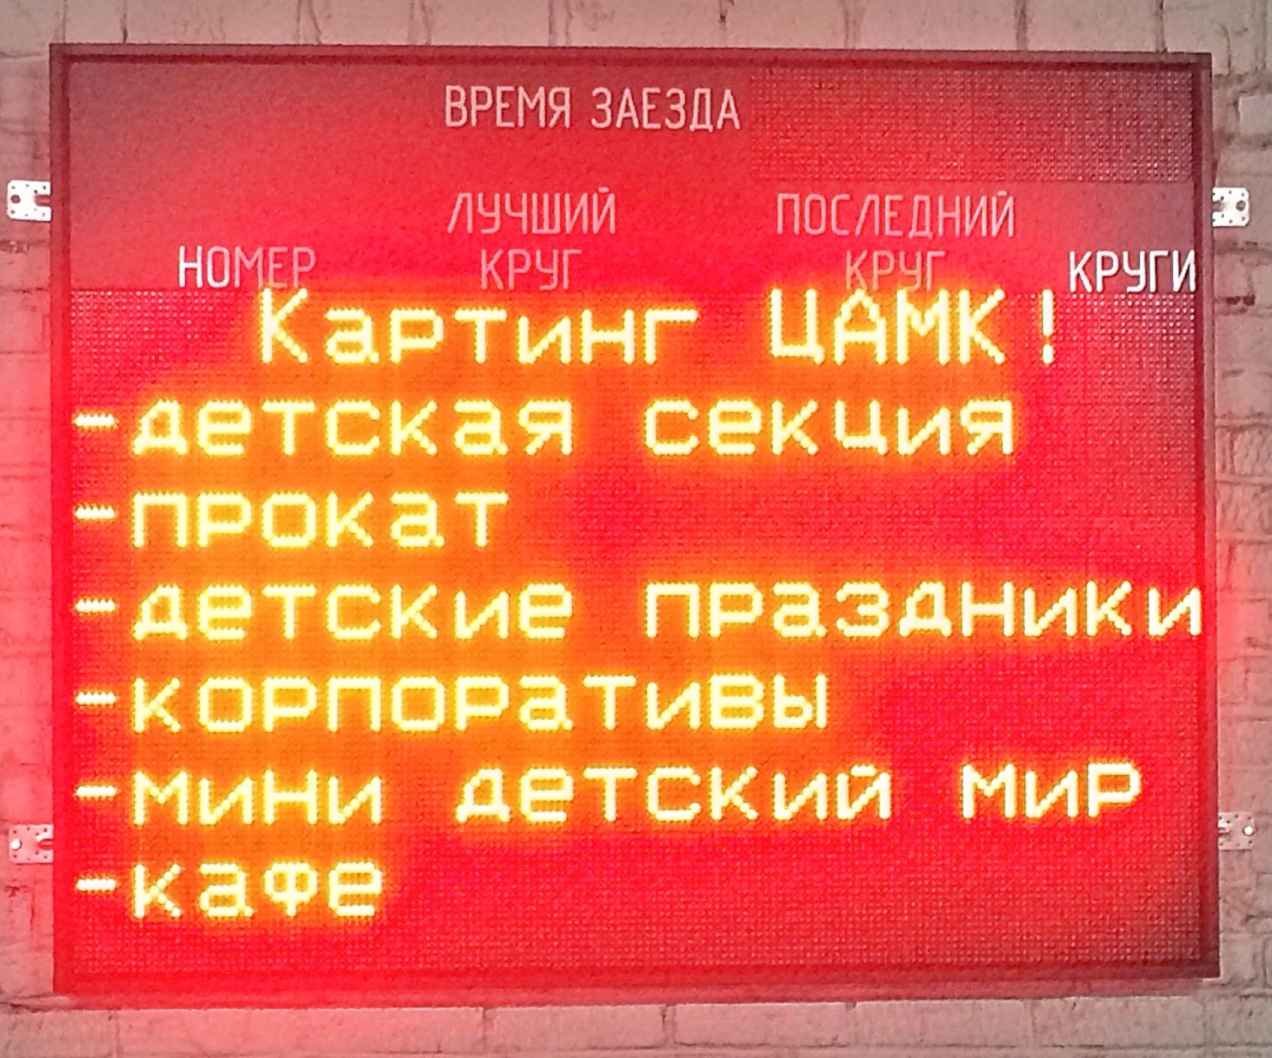 ВРЕМЯ ЗАЕЗДА
НОМЕР ЛУЧШИЙ КРУГ ПОСЛЕДНИЙ КРУГ КРУГИ
Картинг ЦАМК!
-детская секция
-прокат
-детские праздники
-корпоративы
-мини детский мир
-кафе